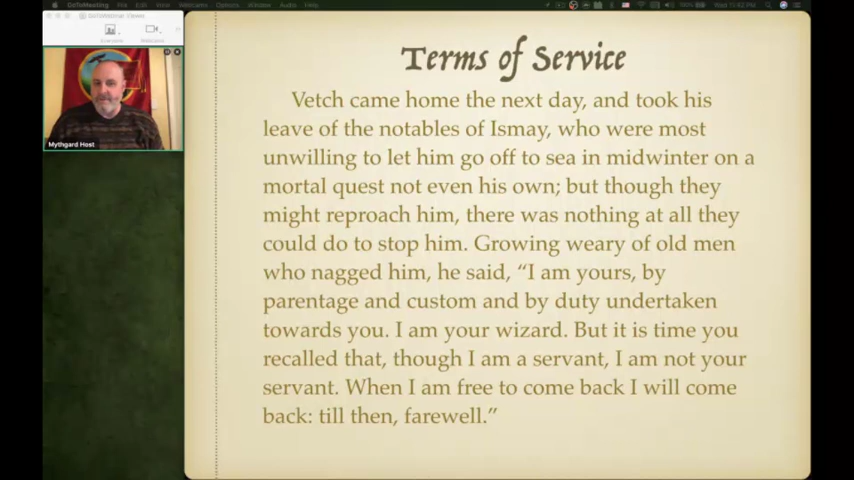 GoToMeeting
GoToMeeting Viewer
Mythgard Host
Terms of Service
Vetch came home the next day, and took his
leave of the notables of Ismay, who were most
unwilling to let him go off to sea in midwinter on a
mortal quest not even his own; but though they
might reproach him, there was nothing at all they
could do to stop him. Growing weary of old men
who nagged him, he said, “I am yours, by
parentage and custom and by duty undertaken
towards you. I am your wizard. But it is time you
recalled that, though I am a servant, I am not your
servant. When I am free to come back I will come
back: till then, farewell.”